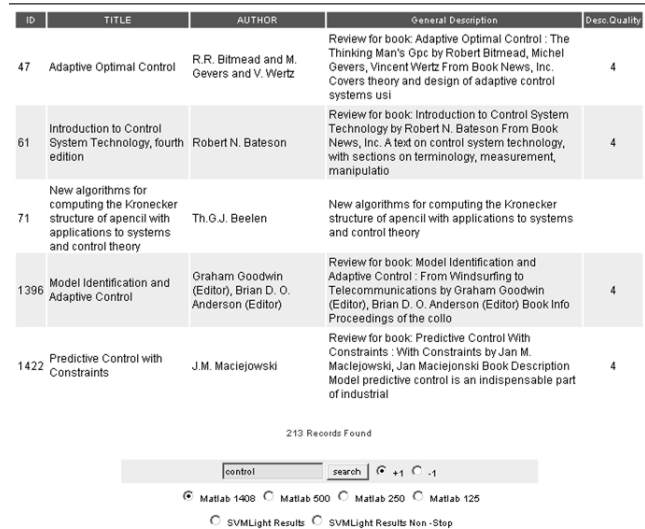 ID TITLE AUTHOR General Description Desc.Quality
47 Adaptive Optimal Control
R.R. Bitmead and M.
Gevers and V. Wertz
Review for book: Adaptive Optimal Control : The
Thinking Man's Gpc by Robert Bitmead, Michel
Gevers, Vincent Wertz From Book News, Inc.
Covers theory and design of adaptive control
systems usi
4
61
Introduction to Control
System Technology, fourth
edition
Robert N. Bateson
Review for book: Introduction to Control System
Technology by Robert N. Bateson From Book
News, Inc. A text on control system technology,
with sections on terminology, measurement,
manipulatio
4
71
New algorithms for
computing the Kronecker
structure of apencil with
applications to systems
and control theory
Th.G.J. Beelen
New algorithms for computing the Kronecker
structure of apencil with applications to systems
and control theory
1396
Model Identification and
Adaptive Control
Graham Goodwin
(Editor), Brian D. O.
Anderson (Editor)
Review for book: Model Identification and
Adaptive Control : From Windsurfing to
Telecommunications by Graham Goodwin
(Editor), Brian D. O. Anderson (Editor) Book Info
Proceedings of the collo
4
1422
Predictive Control with
Constraints
J.M. Maciejowski
Review for book: Predictive Control With
Constraints : With Constraints by Jan M.
Maclejowski, Jan Maciejonski Book Description
Model predictive control is an indispensable part
of industrial
4
213 Records Found
control search +1 -1
Matlab 1408 Matlab 500 Matlab 250 Matlab 125
SVMLight Results SVMLight Results Non -Stop